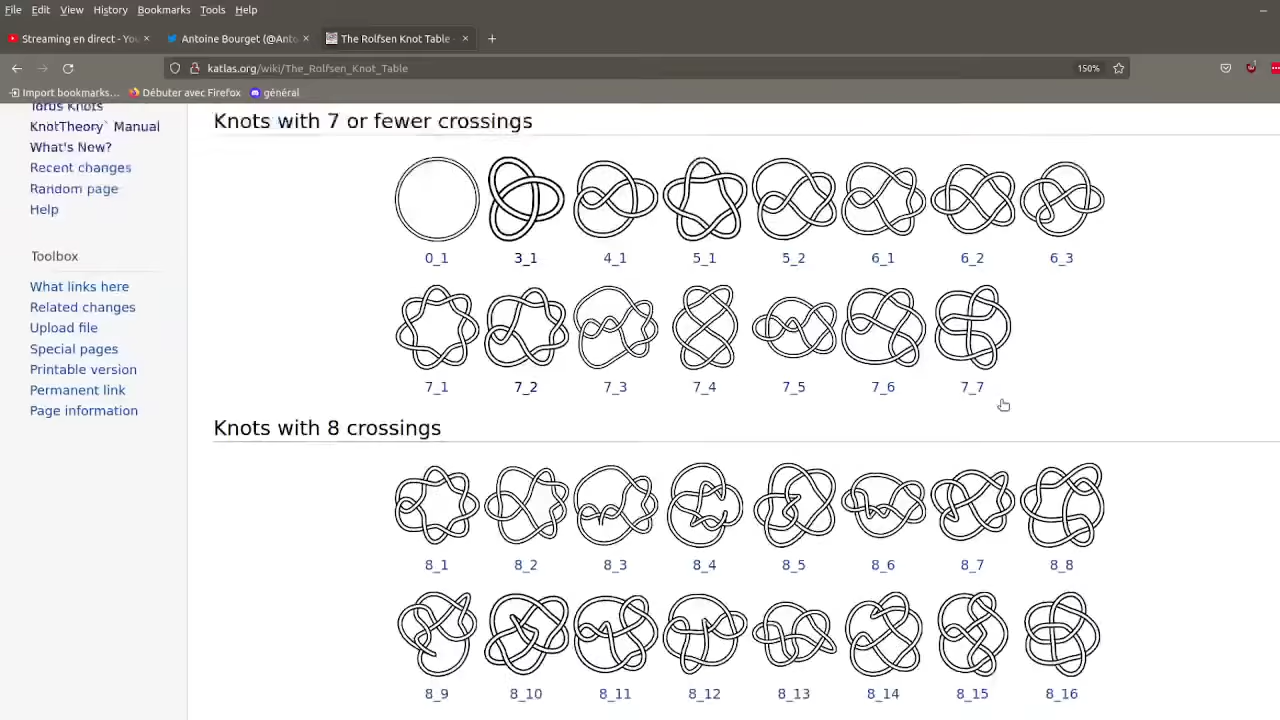 File Edit View History Bookmarks Tools Help
Streaming en direct - You
Antoine Bourget (@Anto
The Rolfsen Knot Table
katlas.org/wiki/The_Rolfsen_Knot_Table
150%
Import bookmarks...
Débuter avec Firefox
général
Torus Knots
KnotTheory` Manual
What's New?
Recent changes
Random page
Help
Toolbox
What links here
Related changes
Upload file
Special pages
Printable version
Permanent link
Page information
Knots with 7 or fewer crossings
0_1 3_1 4_1 5_1 5_2 6_1 6_2 6_3
7_1 7_2 7_3 7_4 7_5 7_6 7_7
Knots with 8 crossings
8_1 8_2 8_3 8_4 8_5 8_6 8_7 8_8
8_9 8_10 8_11 8_12 8_13 8_14 8_15 8_16